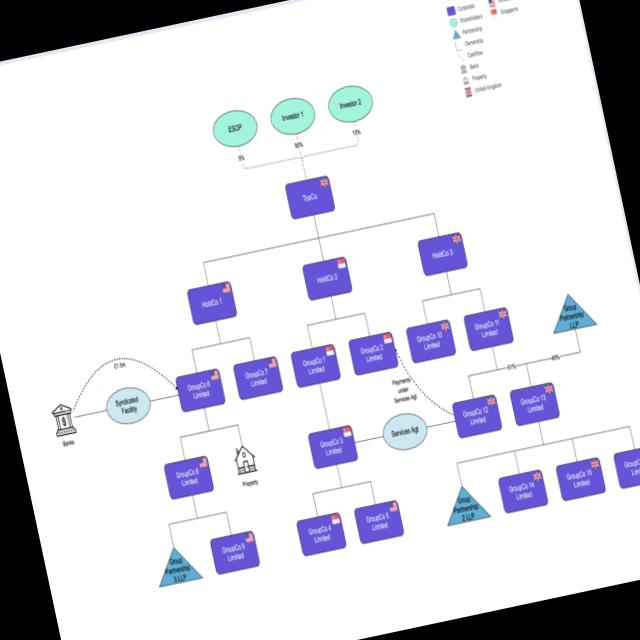 Corporate
Shareholders
Singapore
Partnership
Ownership
Cashflow
Bank
Property
United Kingdom
ESOP
Investor 1
Investor 2
5%
80%
15%
TopCo
HoldCo 1
HoldCo 2
HoldCo 3
£1.5m
Banks
Syndicated
Facility
GroupCo 6
Limited
GroupCo 7
Limited
GroupCo 1
Limited
GroupCo 2
Limited
GroupCo 10
Limited
GroupCo 11
Limited
Group
Partnership
LLP
51%
49%
Payments
under
Services Agt.
GroupCo 3
Limited
Services Agt.
GroupCo 12
Limited
GroupCo 13
Limited
GroupCo 8
Limited
Property
Group
Partnership
3 LLP
GroupCo 9
Limited
GroupCo 4
Limited
GroupCo 5
Limited
Group
Partnership
2 LLP
GroupCo 14
Limited
GroupCo 15
Limited